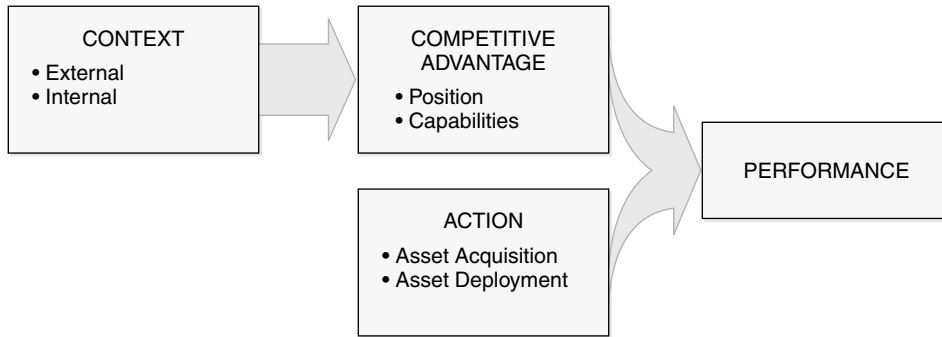 CONTEXT
• External
• Internal
COMPETITIVE
ADVANTAGE
• Position
• Capabilities
ACTION
• Asset Acquisition
• Asset Deployment
PERFORMANCE